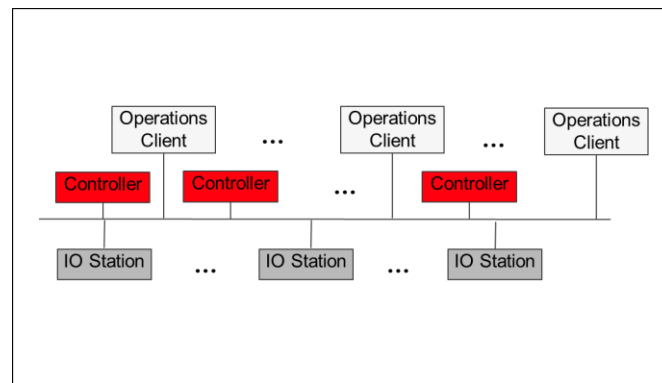 Operations
Client
...
Operations
Client
...
Operations
Client
Controller
Controller
...
Controller
IO Station
...
IO Station
...
IO Station